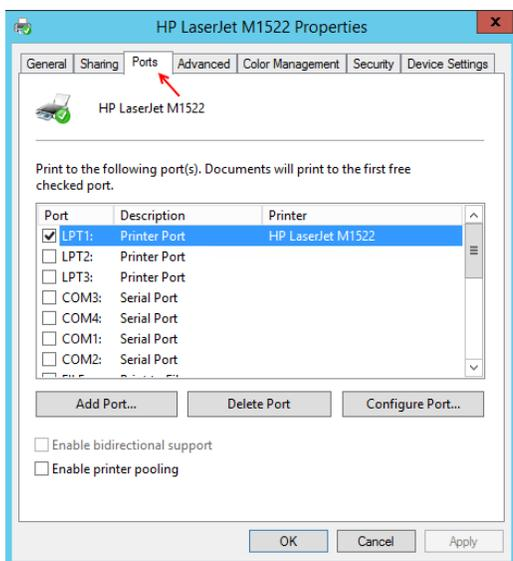 HP LaserJet M1522 Properties
x
General Sharing Ports Advanced Color Management Security Device Settings
HP LaserJet M1522
Print to the following port(s). Documents will print to the first free
checked port.
Port Description Printer
LPT1: Printer Port HP LaserJet M1522
LPT2: Printer Port
LPT3: Printer Port
COM3: Serial Port
COM4: Serial Port
COM1: Serial Port
COM2: Serial Port
Add Port... Delete Port Configure Port...
Enable bidirectional support
Enable printer pooling
OK Cancel Apply